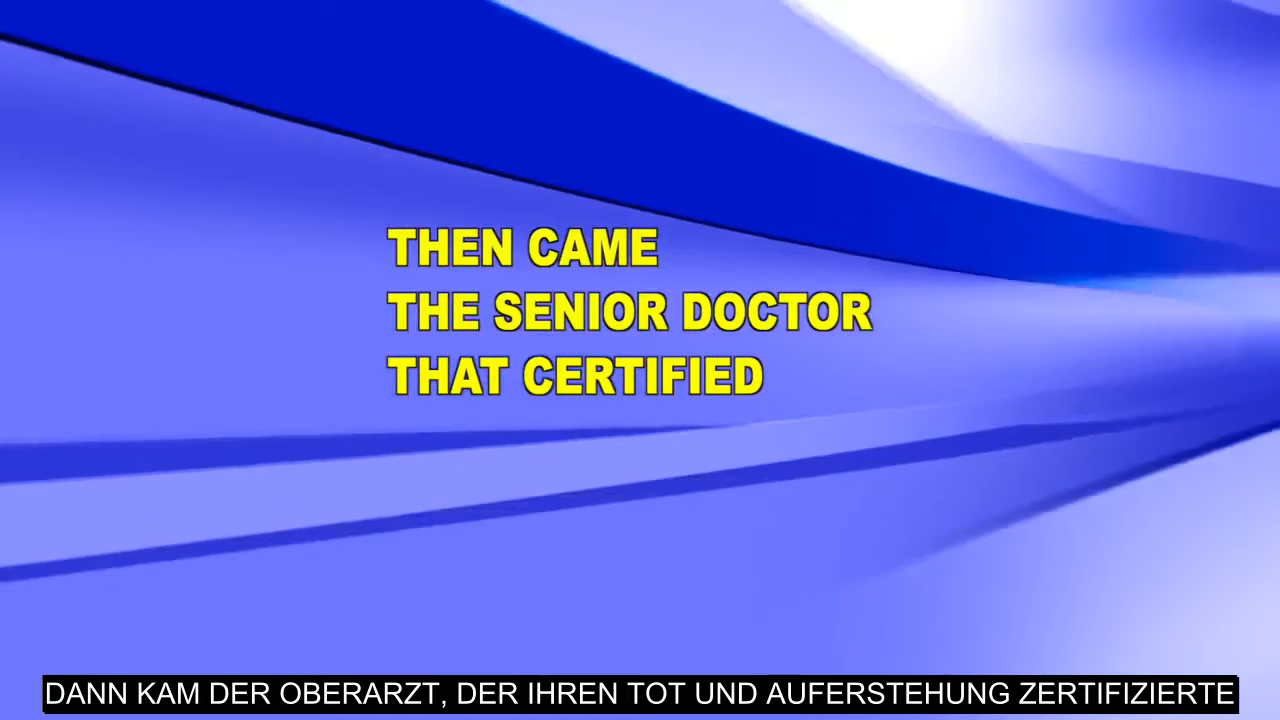 THEN CAME
THE SENIOR DOCTOR
THAT CERTIFIED
DANN KAM DER OBERARZT, DER IHREN TOT UND AUFERSTEHUNG ZERTIFIZIERTE